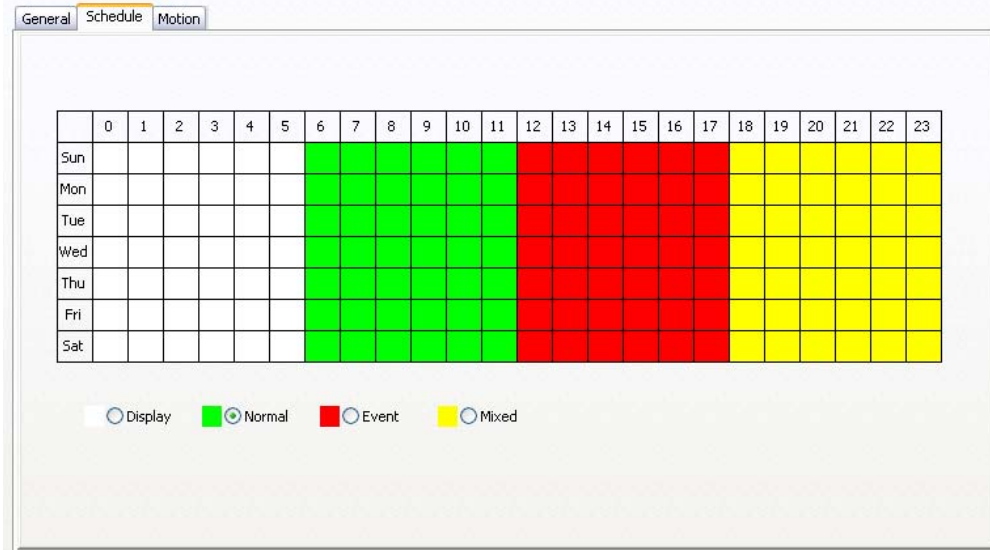 General Schedule Motion
0 1 2 3 4 5 6 7 8 9 10 11 12 13 14 15 16 17 18 19 20 21 22 23
Sun
Mon
Tue
Wed
Thu
Fri
Sat
Display Normal Event Mixed